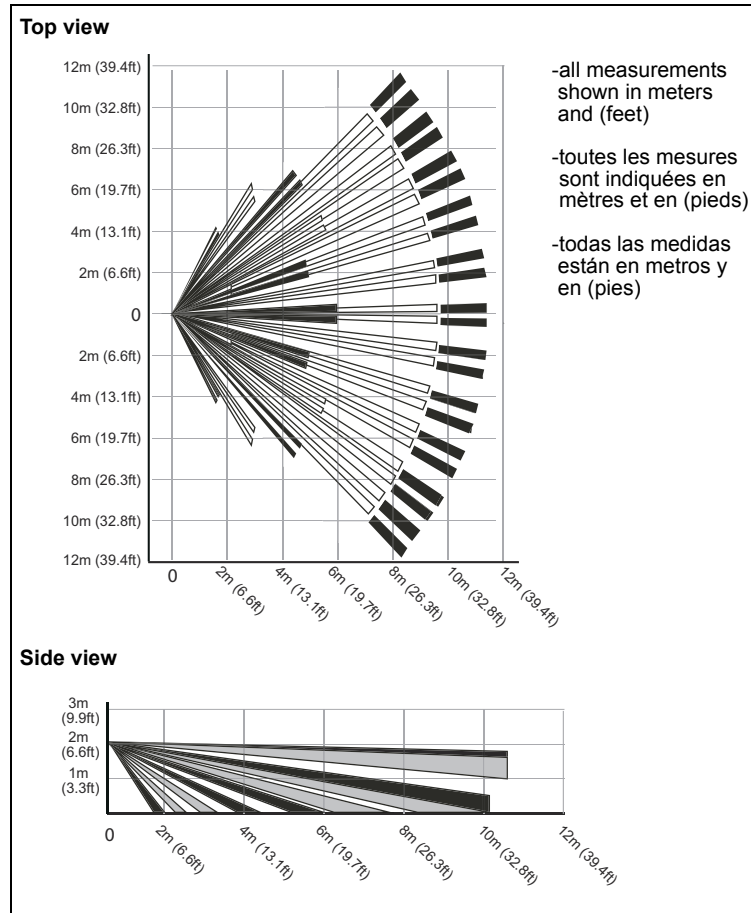 Top view
12m (39.4ft)
10m (32.8ft)
8m (26.3ft)
6m (19.7ft)
4m (13.1ft)
2m (6.6ft)
0
2m (6.6ft)
4m (13.1ft)
6m (19.7ft)
8m (26.3ft)
10m (32.8ft)
12m (39.4ft)
0
2m (6.6ft)
4m (13.1ft)
6m (19.7ft)
8m (26.3ft)
10m (32.8ft)
12m (39.4ft)
-all measurements
shown in meters
and (feet)
-toutes les mesures
sont indiquées en
mètres et en (pieds)
-todas las medidas
están en metros y
en (pies)
Side view
3m
(9.9ft)
2m
(6.6ft)
1m
(3.3ft)
0
2m (6.6ft)
4m (13.1ft)
6m (19.7ft)
8m (26.3ft)
10m (32.8ft)
12m (39.4ft)